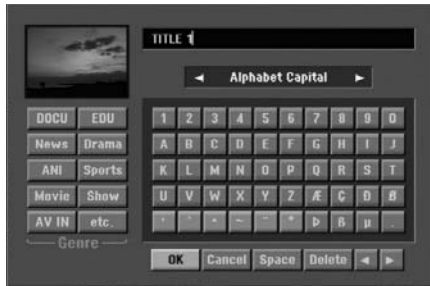 TITLE 1
◄ Alphabet Capital ►
DOCU EDU
News Drama
ANI Sports
Movie Show
AV IN etc.
Genre
1 2 3 4 5 6 7 8 9 0
A B C D E F G H I J
K L M N O P Q R S T
U V W X Y Z Æ Ç Ð Ø
Þ ß µ .
OK Cancel Space Delete ◄ ►